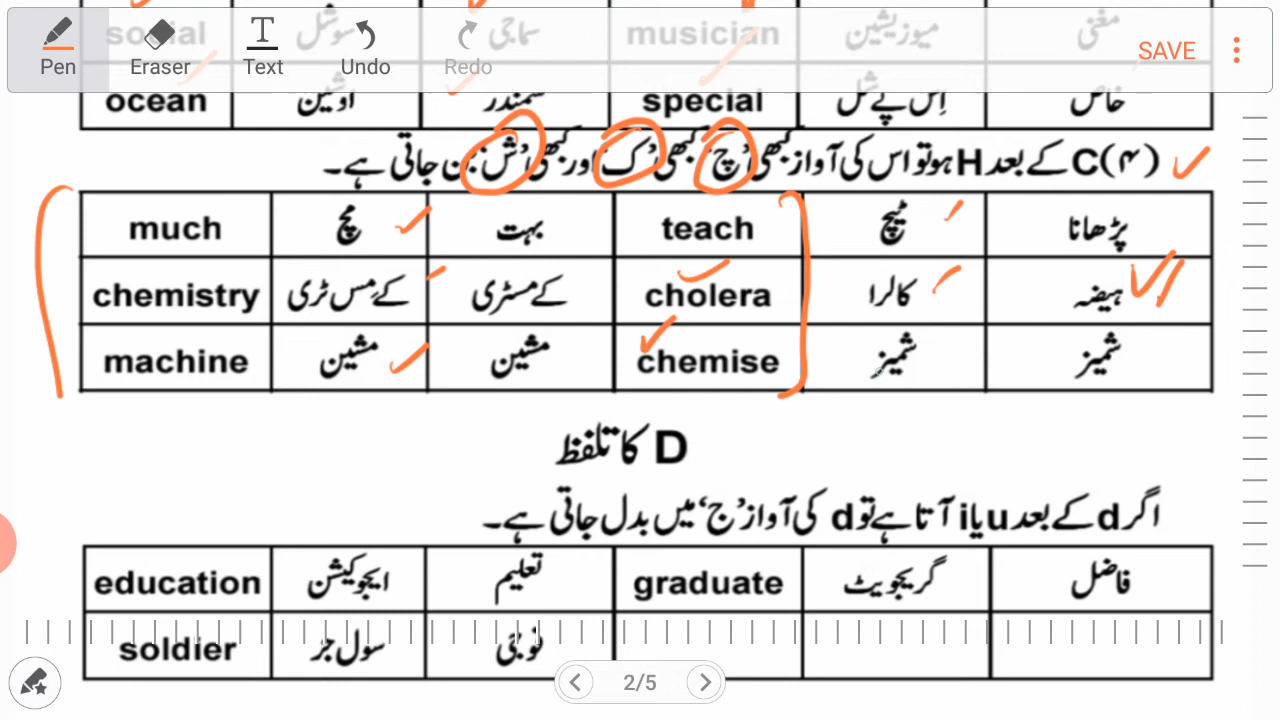 Pen Eraser Text Undo Redo SAVE
social سوشل سماجی musician میوزیشین مغنی
ocean اوشین سمندر special اِس پے شل خاص
(۴) C کے بعد H ہو تو اس کی آواز کبھی 'چ' کبھی 'ک' اور کبھی 'ش' بن جاتی ہے۔
much مچ بہت teach ٹیچ پڑھانا
chemistry کے مِس ٹری کے مسٹری cholera کالرا ہیضہ
machine مشین مشین chemise شمیز شمیز
D کا تلفظ
اگر d کے بعد u یا i آتا ہے تو d کی آواز 'ج' میں بدل جاتی ہے۔
education ایجوکیشن تعلیم graduate گریجویٹ فاضل
soldier سول جر
2/5